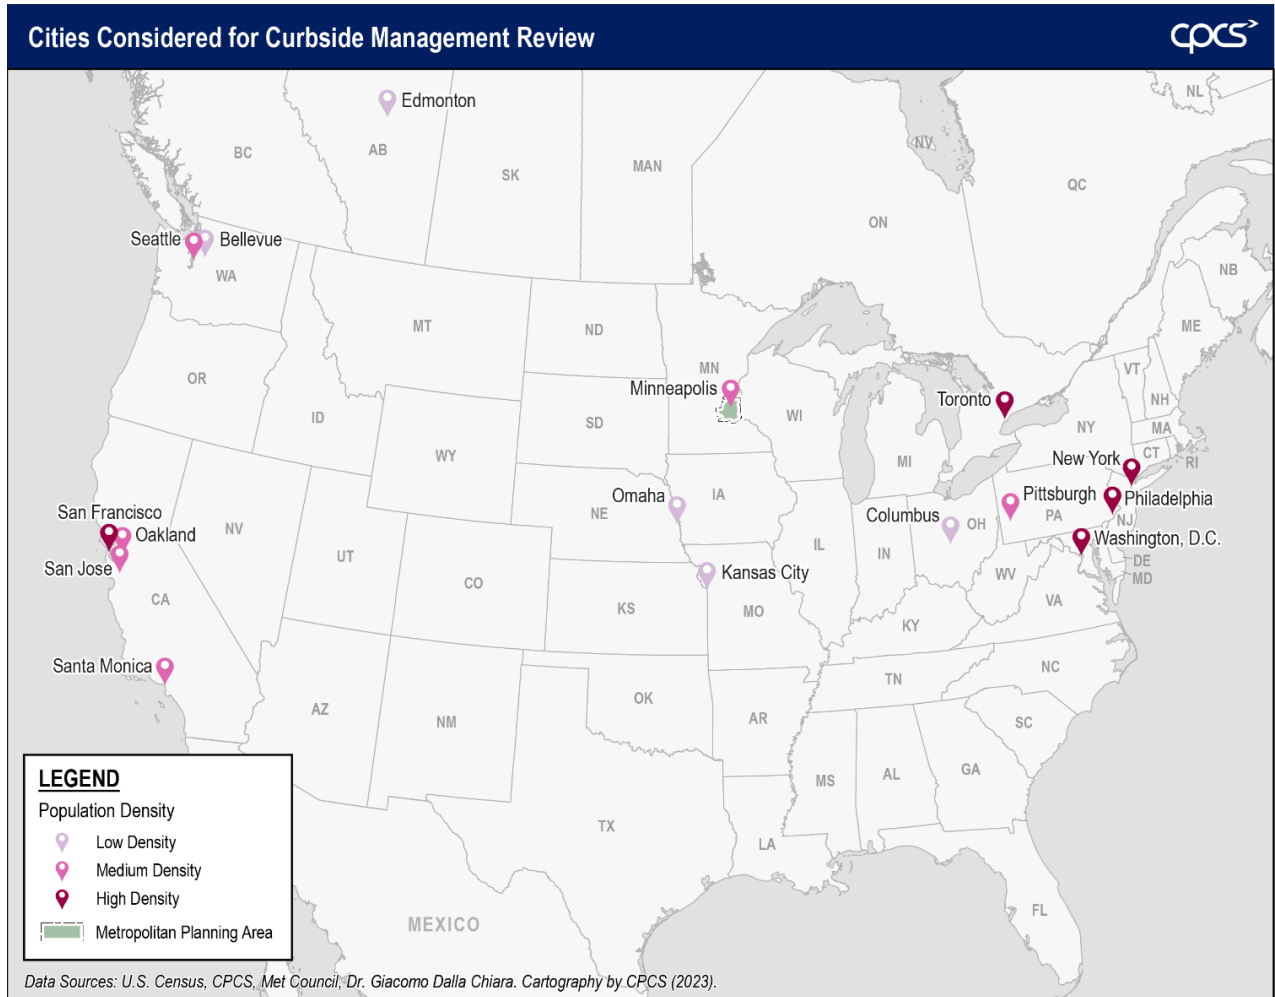 Cities Considered for Curbside Management Review
cpcs
NL
Edmonton
BC
AB
NV
MAN
SK
QC
ON
Seattle
Bellevue
WA
NB
MT
ND
ME
MN
VT
OR
Minneapolis
NH
Toronto
ID
SD
WI
NY
MA
WY
MI
New York
CT
RI
Omaha
IA
Pittsburgh
Philadelphia
San Francisco
NE
Columbus
OH
PA
NJ
Oakland
NV
Washington, D.C.
UT
IL
IN
DE
San Jose
Kansas City
WV
MD
CO
CA
KS
MO
VA
KY
Santa Monica
NC
TN
OK
AZ
NM
AR
SC
GA
MS
AL
LEGEND
Population Density
TX
Low Density
LA
Medium Density
High Density
FL
MEXICO
Metropolitan Planning Area
Data Sources: U.S. Census, CPCS, Met Council, Dr. Giacomo Dalla Chiara. Cartography by CPCS (2023).